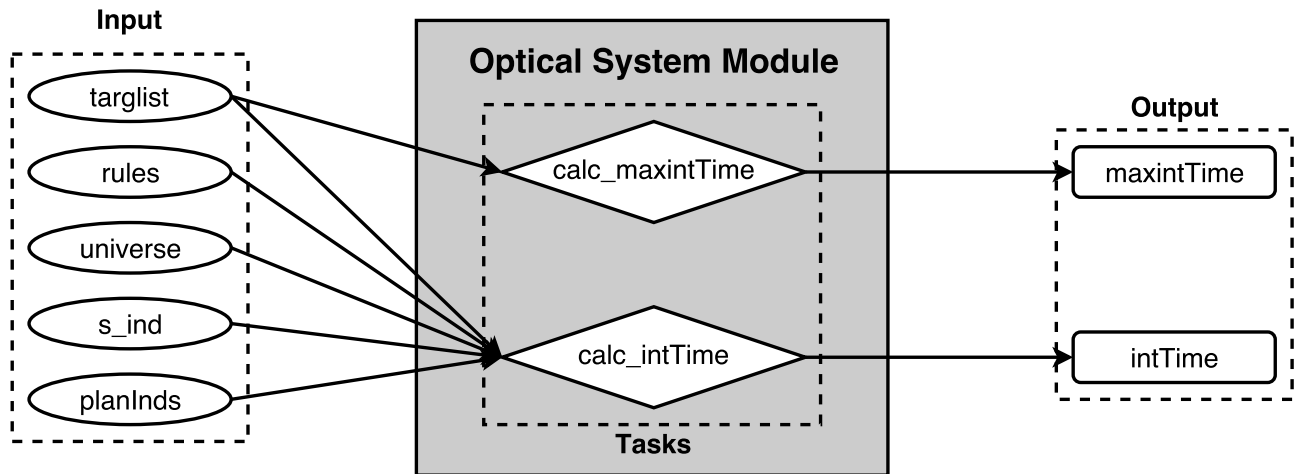 Input
targlist
rules
universe
s_ind
planInds
Optical System Module
calc_maxintTime
calc_intTime
Tasks
Output
maxintTime
intTime